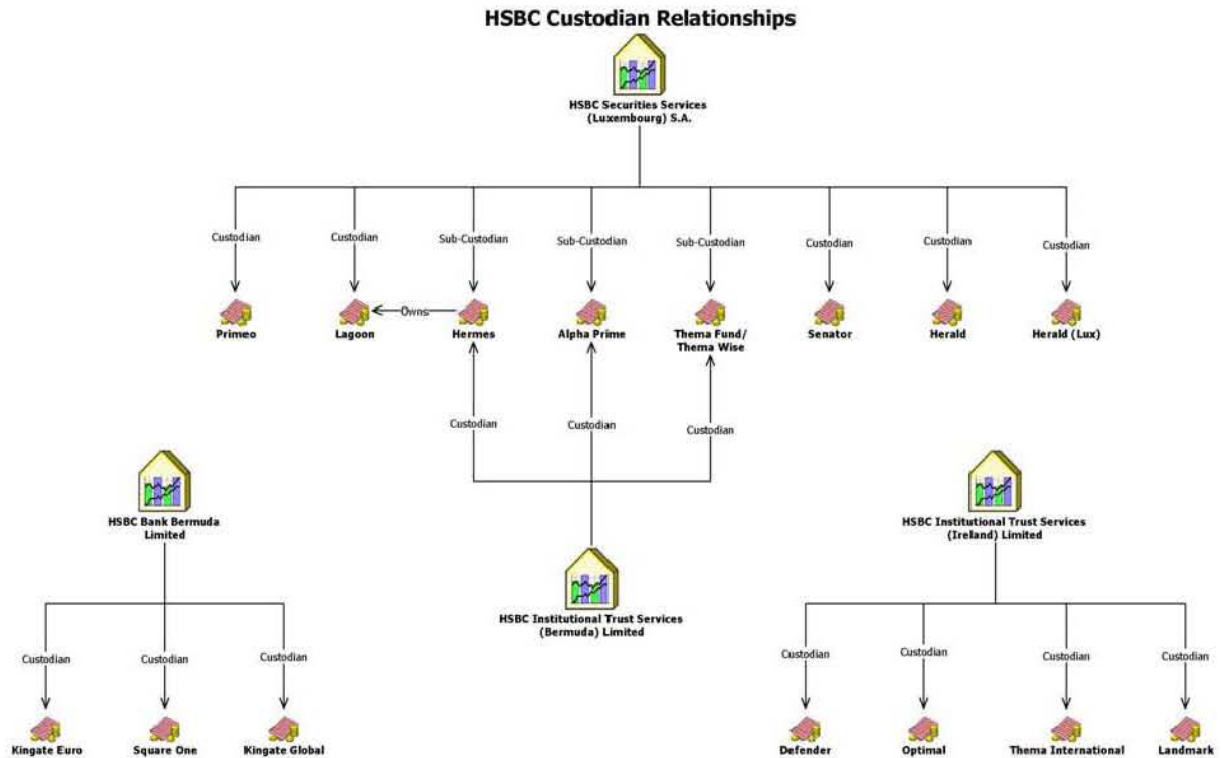 HSBC Custodian Relationships
HSBC Securities Services
(Luxembourg) S.A.
Custodian
Custodian
Sub-Custodian
Sub-Custodian
Sub-Custodian
Custodian
Custodian
Custodian
Owns
Primeo
Lagoon
Hermes
Alpha Prime
Thema Fund/
Thema Wise
Senator
Herald
Herald (Lux)
Custodian
Custodian
Custodian
HSBC Bank Bermuda
Limited
HSBC Institutional Trust Services
(Ireland) Limited
HSBC Institutional Trust Services
(Bermuda) Limited
Custodian
Custodian
Custodian
Custodian
Custodian
Custodian
Custodian
Kingate Euro
Square One
Kingate Global
Defender
Optimal
Thema International
Landmark